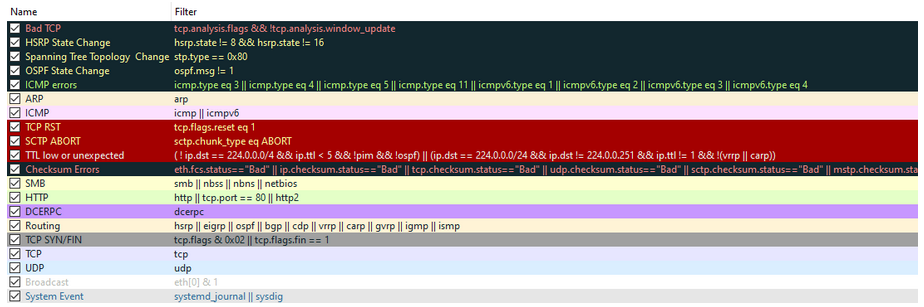 Name Filter
Bad TCP tcp.analysis.flags && !tcp.analysis.window_update
HSRP State Change hsrp.state != 8 && hsrp.state != 16
Spanning Tree Topology Change stp.type == 0x80
OSPF State Change ospf.msg != 1
ICMP errors icmp.type eq 3 || icmp.type eq 4 || icmp.type eq 5 || icmp.type eq 11 || icmpv6.type eq 1 || icmpv6.type eq 2 || icmpv6.type eq 3 || icmpv6.type eq 4
ARP arp
ICMP icmp || icmpv6
TCP RST tcp.flags.reset eq 1
SCTP ABORT sctp.chunk_type eq ABORT
TTL low or unexpected ( ! ip.dst == 224.0.0.0/4 && ip.ttl < 5 && !pim && !ospf) || (ip.dst == 224.0.0.0/24 && ip.dst != 224.0.0.251 && ip.ttl != 1 && !(vrrp || carp))
Checksum Errors eth.fcs.status=="Bad" || ip.checksum.status=="Bad" || tcp.checksum.status=="Bad" || udp.checksum.status=="Bad" || sctp.checksum.status=="Bad" || mstp.checksum.sta
SMB smb || nbss || nbns || netbios
HTTP http || tcp.port == 80 || http2
DCERPC dcerpc
Routing hsrp || eigrp || ospf || bgp || cdp || vrrp || carp || gvrp || igmp || ismp
TCP SYN/FIN tcp.flags & 0x02 || tcp.flags.fin == 1
TCP tcp
UDP udp
Broadcast eth[0] & 1
System Event systemd_journal || sysdig